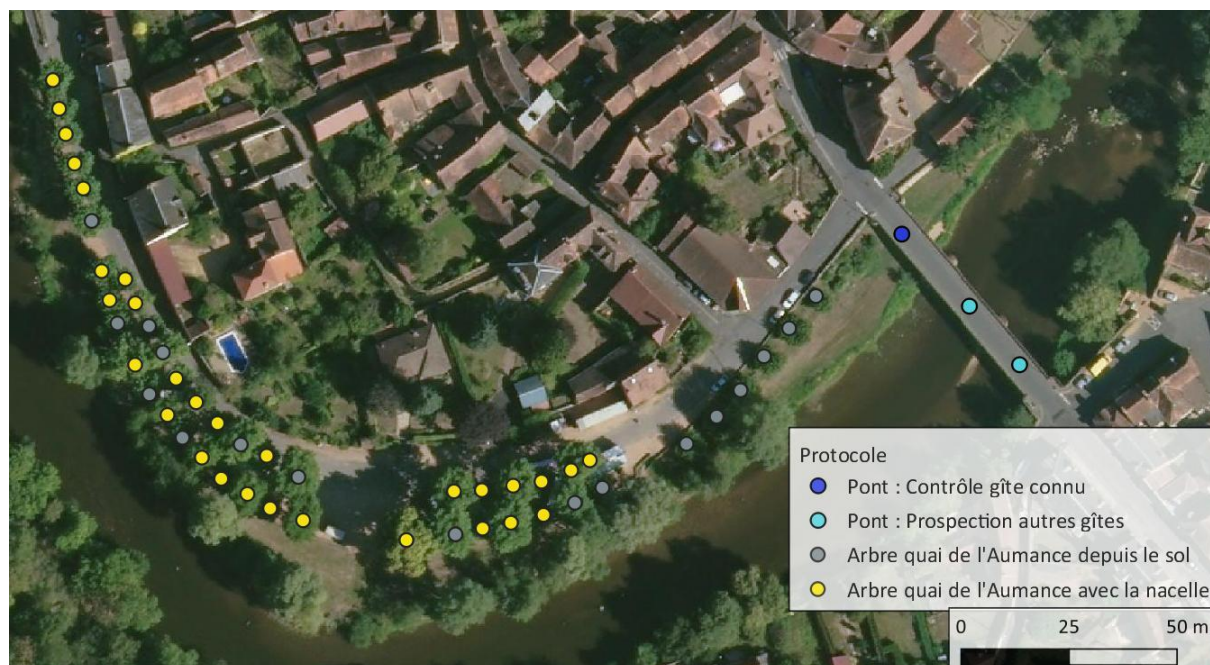 Protocole
Pont : Contrôle gîte connu
Pont : Prospection autres gîtes
Arbre quai de l'Aumance depuis le sol
Arbre quai de l'Aumance avec la nacelle
0 25 50 m